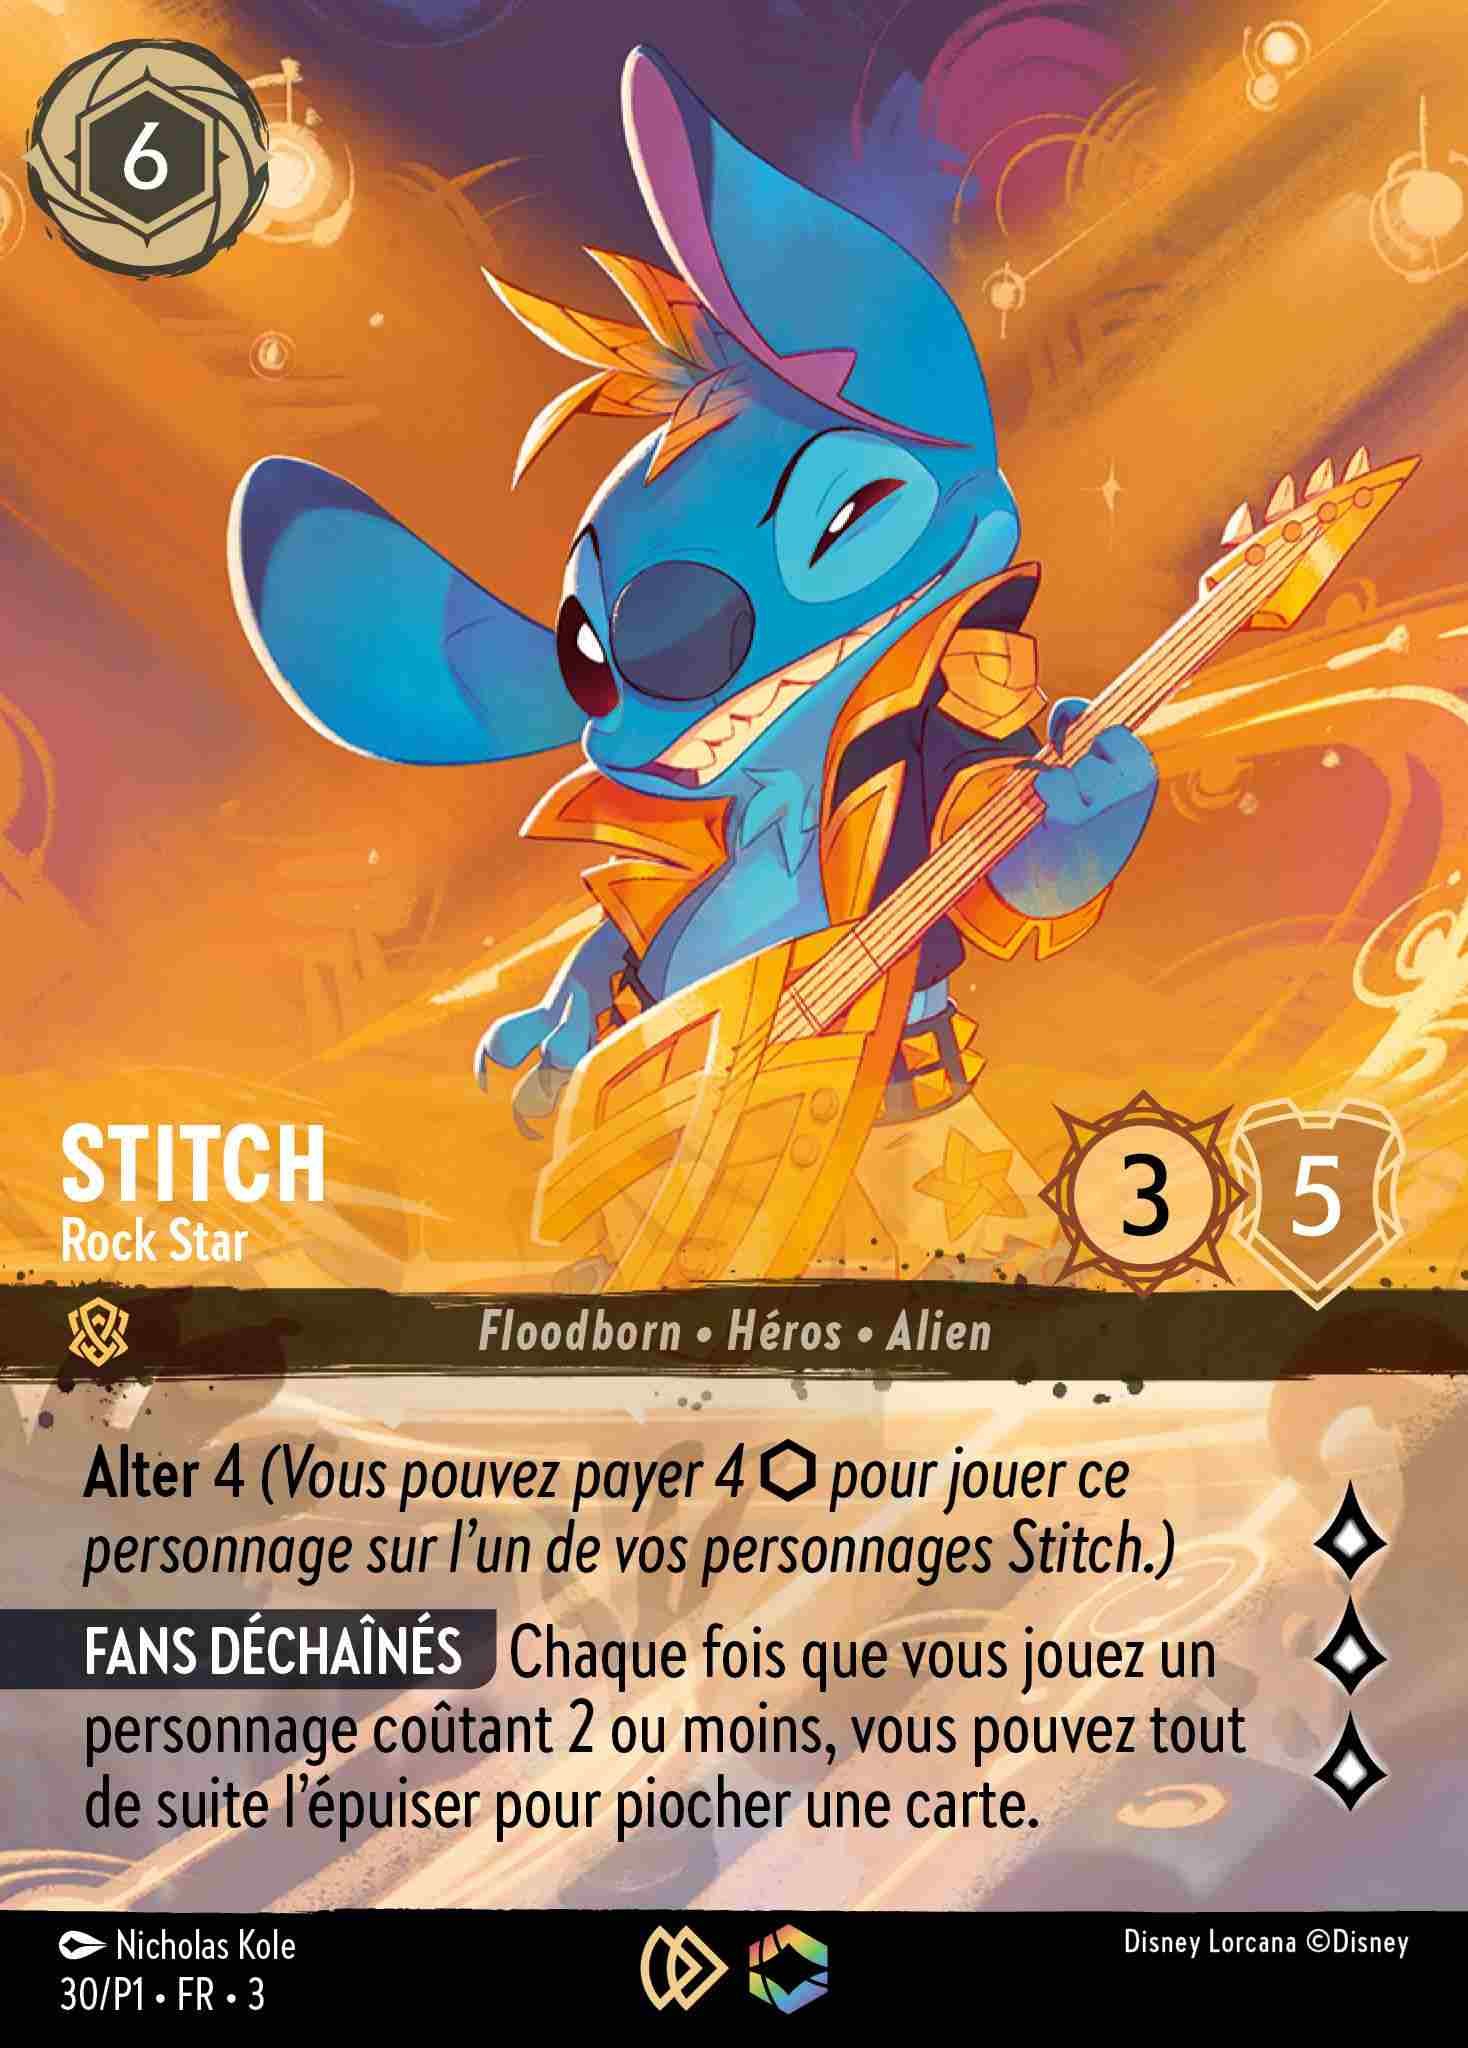 6
STITCH
Rock Star
3
5
Floodborn • Héros • Alien
Alter 4 (Vous pouvez payer 4 ⬡ pour jouer ce
personnage sur l'un de vos personnages Stitch.)
FANS DÉCHAÎNÉS Chaque fois que vous jouez un
personnage coûtant 2 ou moins, vous pouvez tout
de suite l'épuiser pour piocher une carte.
Nicholas Kole
30/P1 • FR • 3
Disney Lorcana ©Disney